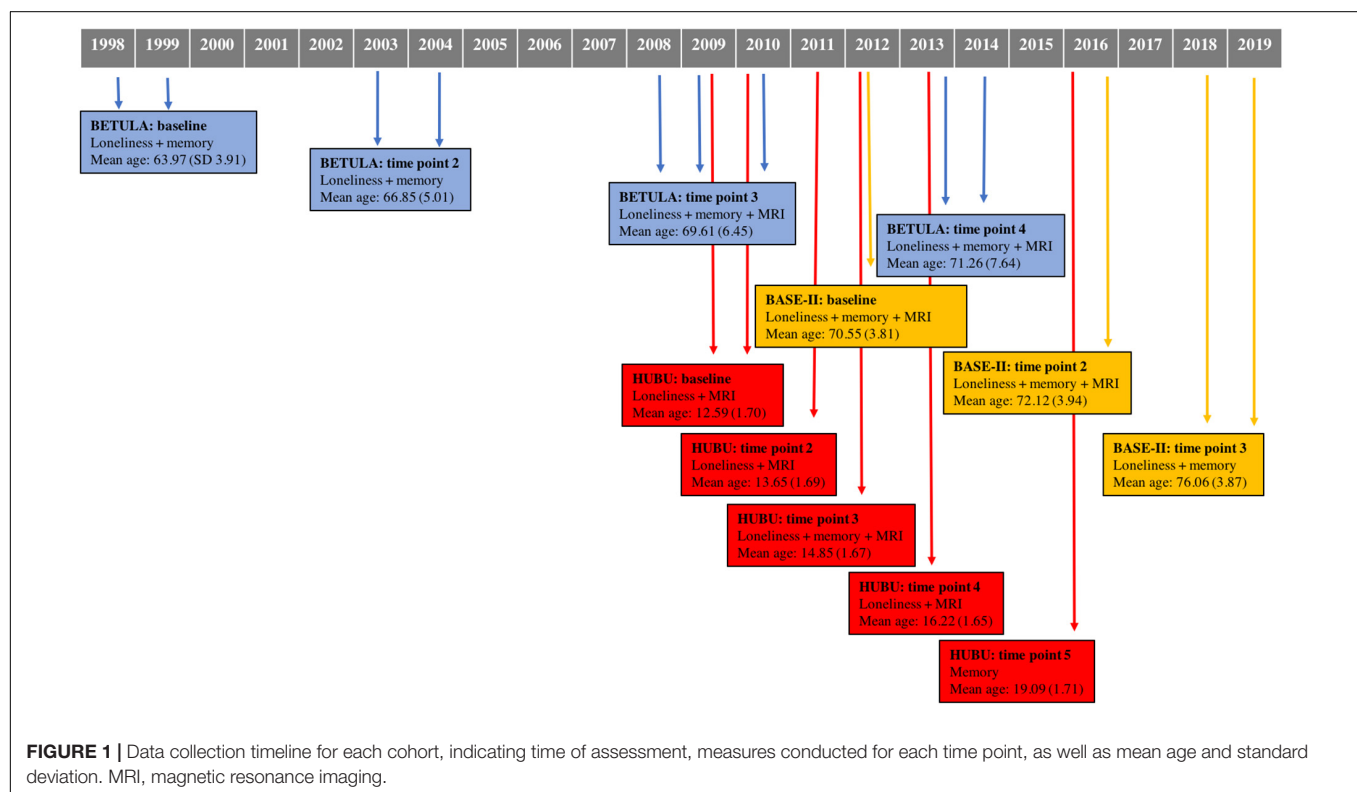 1998 1999 2000 2001 2002 2003 2004 2005 2006 2007 2008 2009 2010 2011 2012 2013 2014 2015 2016 2017 2018 2019
BETULA: baseline
Loneliness + memory
Mean age: 63.97 (SD 3.91)
BETULA: time point 2
Loneliness + memory
Mean age: 66.85 (5.01)
BETULA: time point 3
Loneliness + memory + MRI
Mean age: 69.61 (6.45)
BETULA: time point 4
Loneliness + memory + MRI
Mean age: 71.26 (7.64)
BASE-II: baseline
Loneliness + memory + MRI
Mean age: 70.55 (3.81)
BASE-II: time point 2
Loneliness + memory + MRI
Mean age: 72.12 (3.94)
BASE-II: time point 3
Loneliness + memory
Mean age: 76.06 (3.87)
HUBU: baseline
Loneliness + MRI
Mean age: 12.59 (1.70)
HUBU: time point 2
Loneliness + MRI
Mean age: 13.65 (1.69)
HUBU: time point 3
Loneliness + memory + MRI
Mean age: 14.85 (1.67)
HUBU: time point 4
Loneliness + MRI
Mean age: 16.22 (1.65)
HUBU: time point 5
Memory
Mean age: 19.09 (1.71)
FIGURE 1 | Data collection timeline for each cohort, indicating time of assessment, measures conducted for each time point, as well as mean age and standard
deviation. MRI, magnetic resonance imaging.